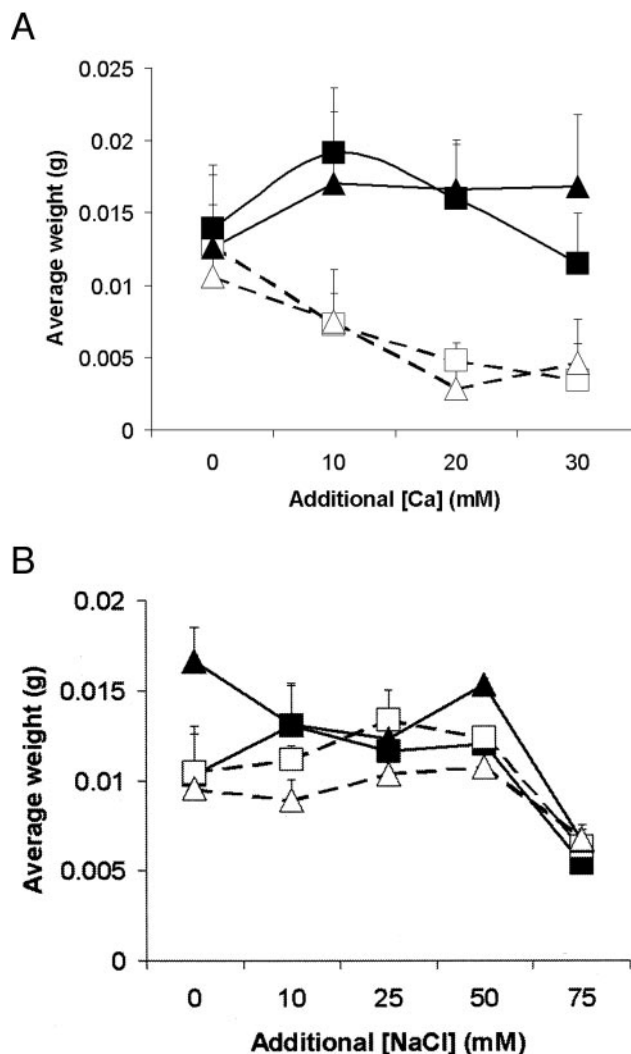 A
0.025
0.02
0.015
0.01
0.005
0
Average weight (g)
0 10 20 30
Additional [Ca] (mM)
B
0.02
0.015
0.01
0.005
0
Average weight (g)
0 10 25 50 75
Additional [NaCl] (mM)